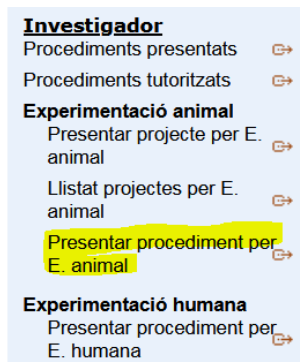 Investigador
Procediments presentats
Procediments tutoritzats
Experimentació animal
Presentar projecte per E.
animal
Llistat projectes per E.
animal
Presentar procediment per
E. animal
Experimentació humana
Presentar procediment per
E. humana